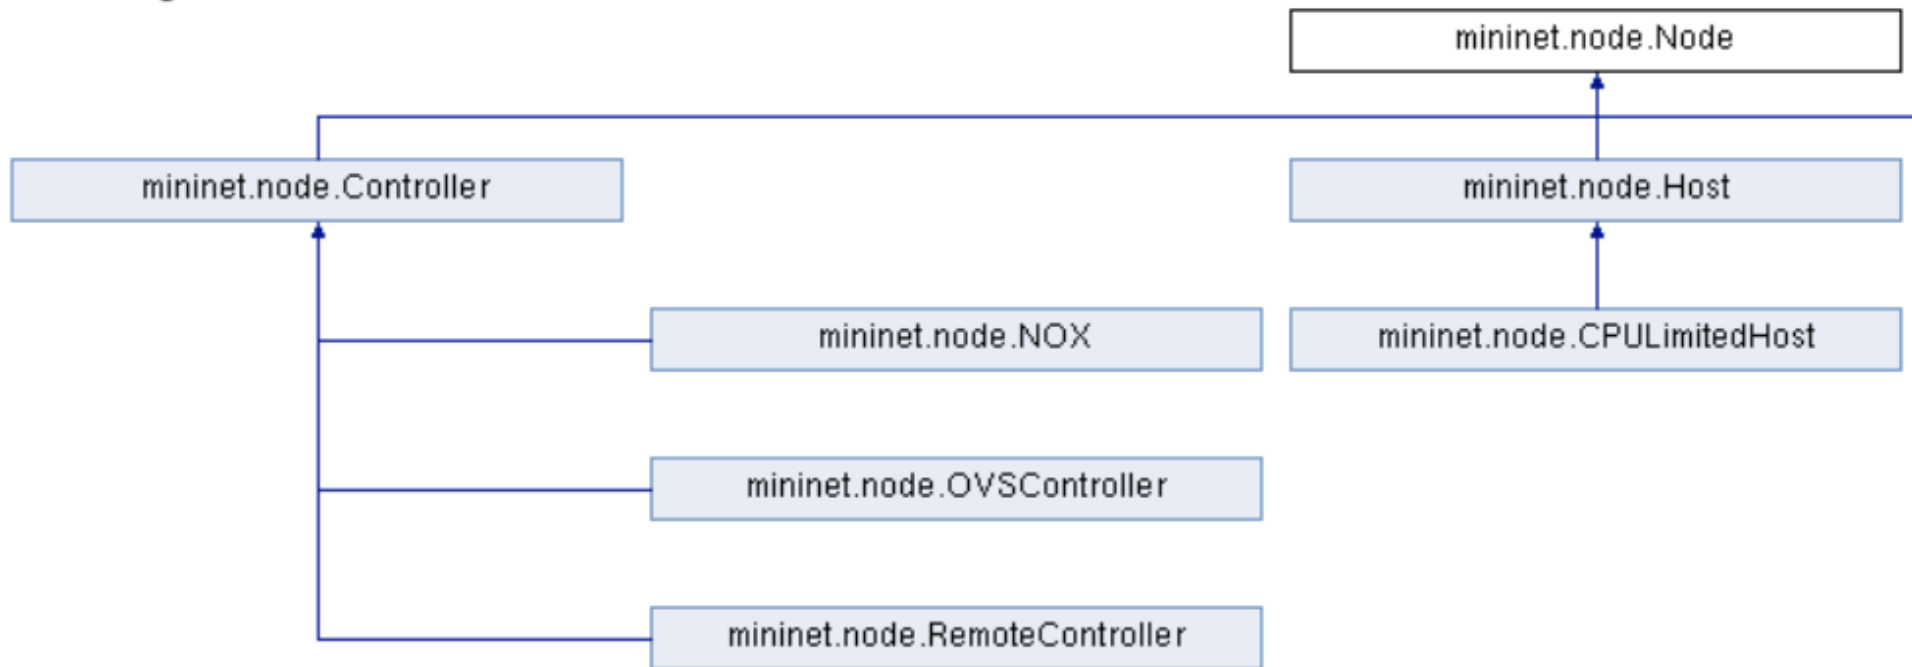 mininet.node.Node
mininet.node.Controller
mininet.node.Host
mininet.node.NOX
mininet.node.CPULimitedHost
mininet.node.OVSController
mininet.node.RemoteController